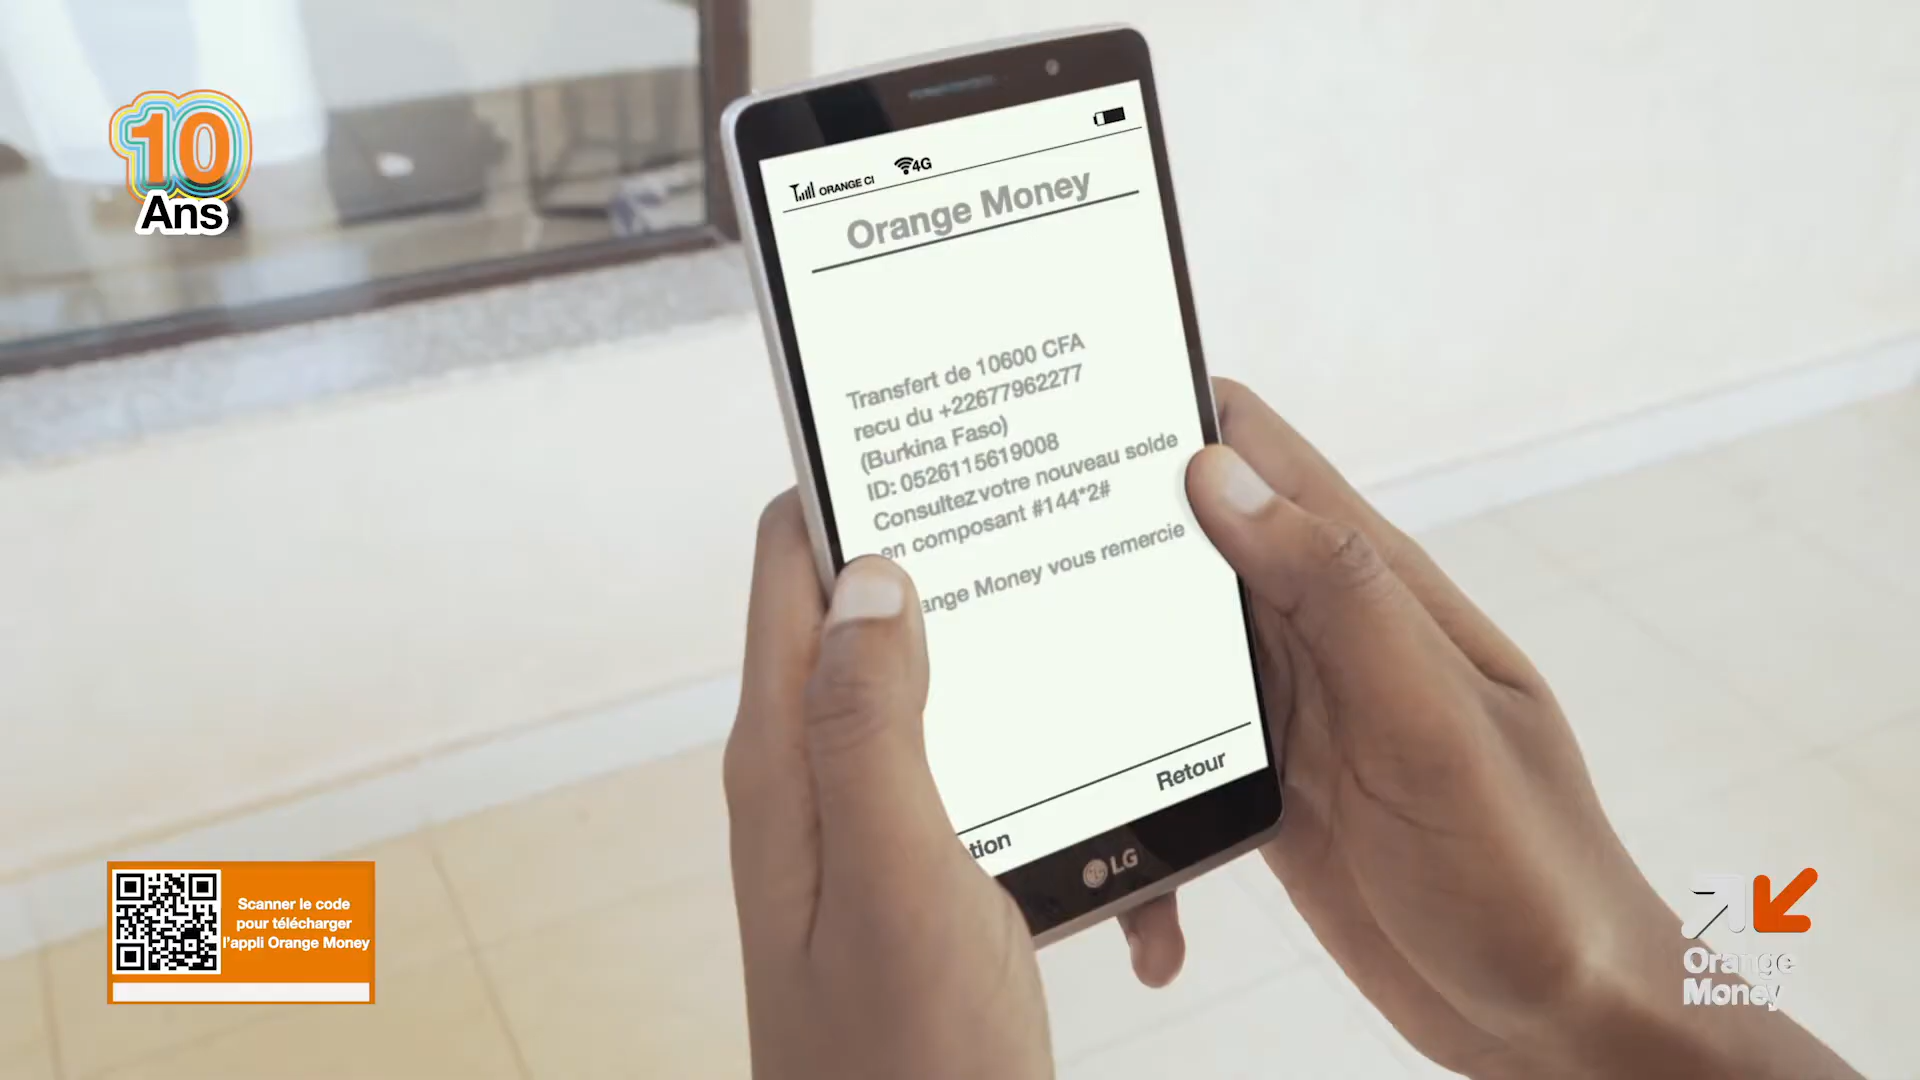 10
Ans
ORANGE CI
4G
Orange Money
Transfert de 10600 CFA
recu du +22677962277
(Burkina Faso)
ID: 0526115619008
Consultez votre nouveau solde
en composant #144*2#
ange Money vous remercie
tion
Retour
LG
Scanner le code
pour télécharger
l'appli Orange Money
Orange
Money